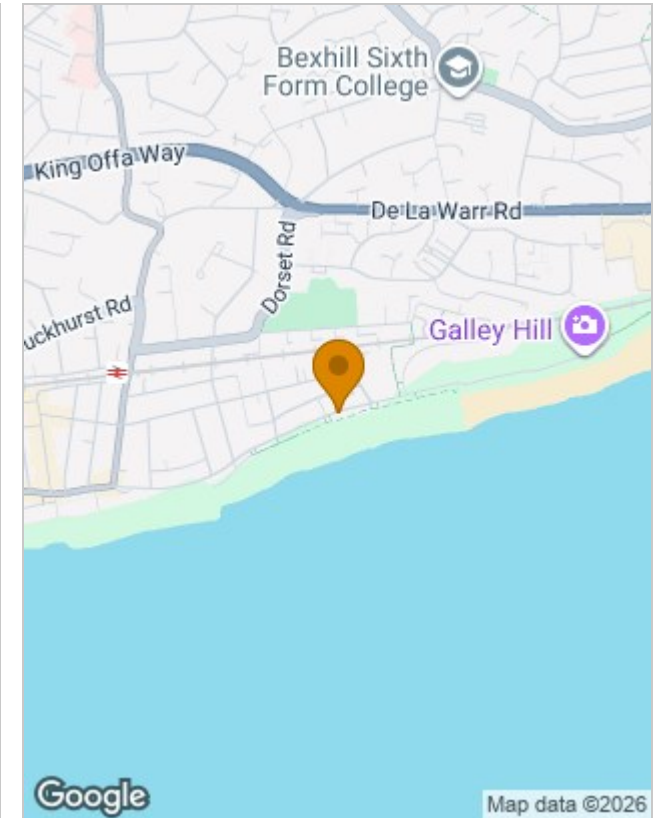 Bexhill Sixth
Form College
King Offa Way
De La Warr Rd
Dorset Rd
uckhurst Rd
Galley Hill
Google
Map data ©2026